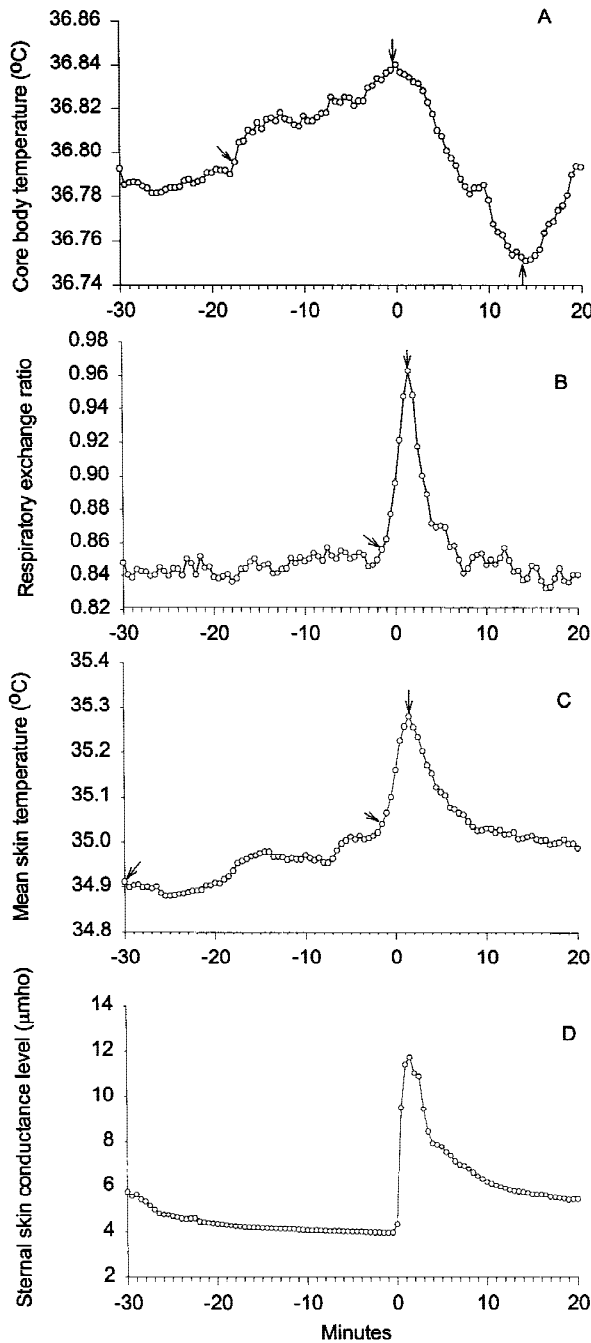 A
Core body temperature (ºC)
36.86
36.84
36.82
36.80
36.78
36.76
36.74
-30 -20 -10 0 10 20
B
Respiratory exchange ratio
0.98
0.96
0.94
0.92
0.90
0.88
0.86
0.84
0.82
-30 -20 -10 0 10 20
C
Mean skin temperature (ºC)
35.4
35.3
35.2
35.1
35.0
34.9
34.8
-30 -20 -10 0 10 20
D
Sternal skin conductance level (µmho)
14
12
10
8
6
4
2
-30 -20 -10 0 10 20
Minutes